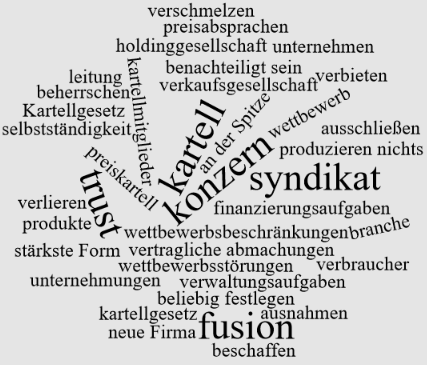 verschmelzen
preisabsprachen
holdinggesellschaft unternehmen
leitung
kartellmitglieder
benachteiligt sein
verbieten
beherrschen
verkaufsgesellschaft
Kartellgesetz
kartell
an der Spitze
wettbewerb
selbstständigkeit
ausschließen
preiskartell
konzern
produzieren nichts
trust
syndikat
verlieren
finanzierungsaufgaben
produkte
wettbewerbsbeschränkungen
branche
stärkste Form
vertragliche abmachungen
wettbewerbsstörungen
verbraucher
unternehmungen
verwaltungsaufgaben
beliebig festlegen
kartellgesetz
ausnahmen
neue Firma
fusion
beschaffen